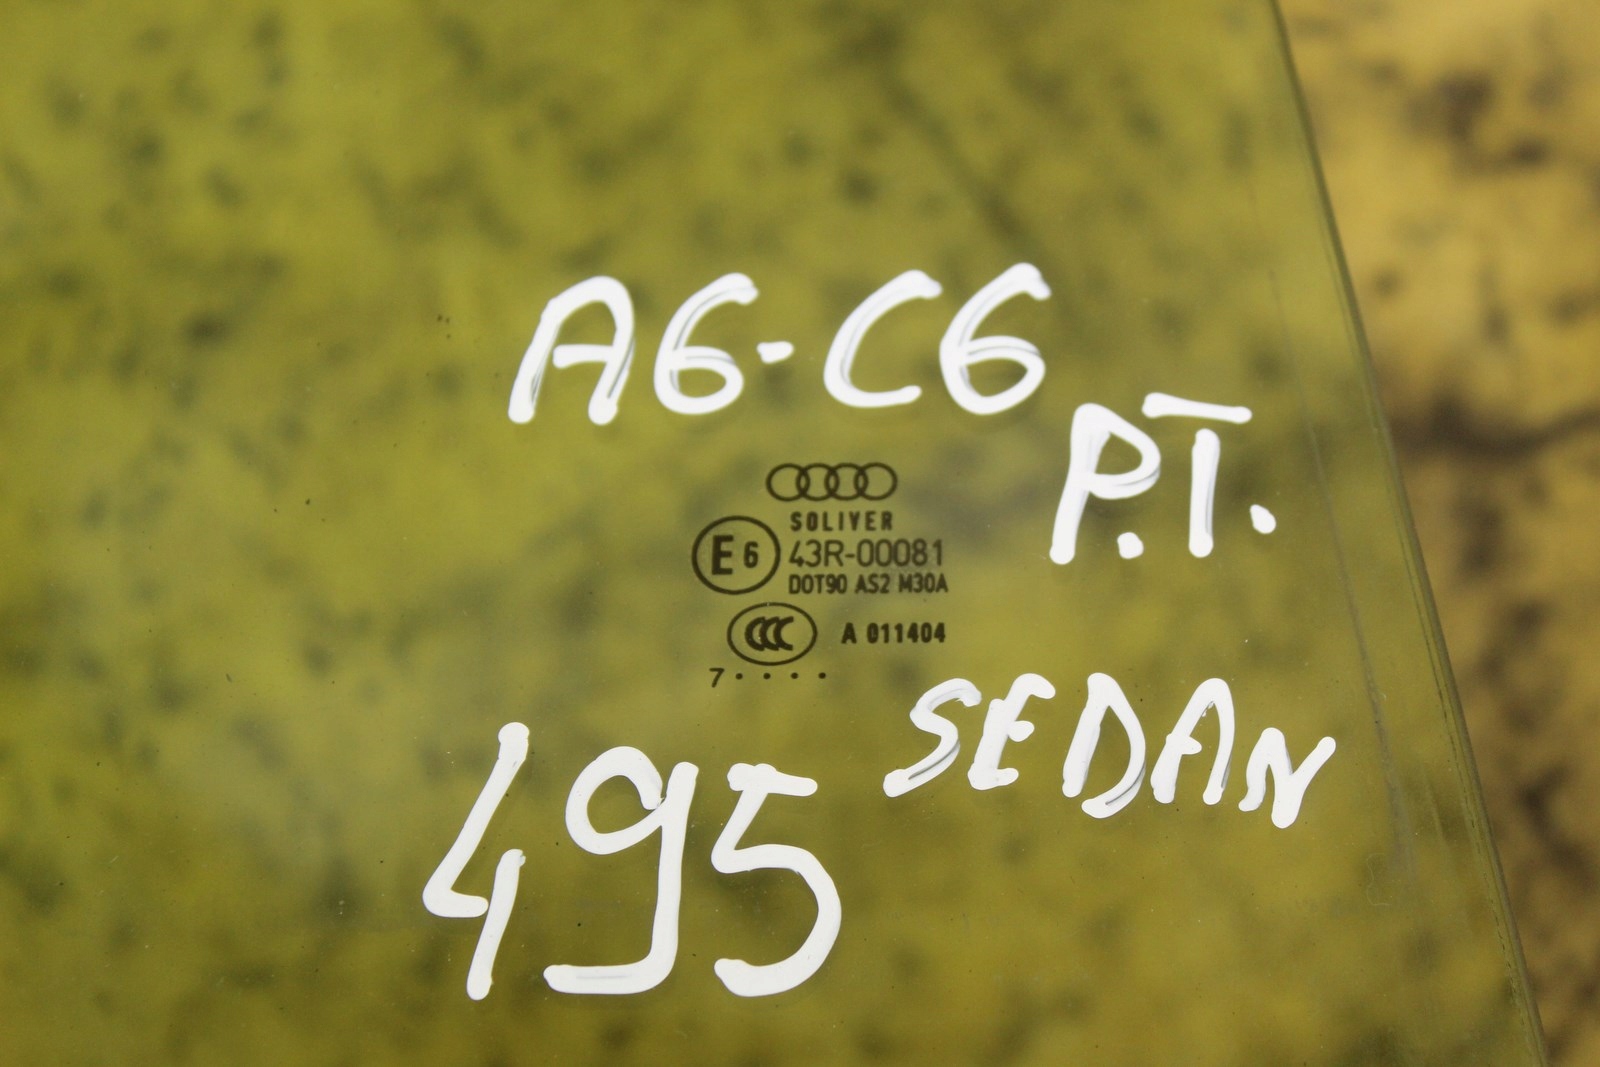 A6-C6
P.T.
SOLIVER
E6 43R-00081
DOT90 AS2 M30A
CCC A 011404
7 · · · ·
SEDAN
495